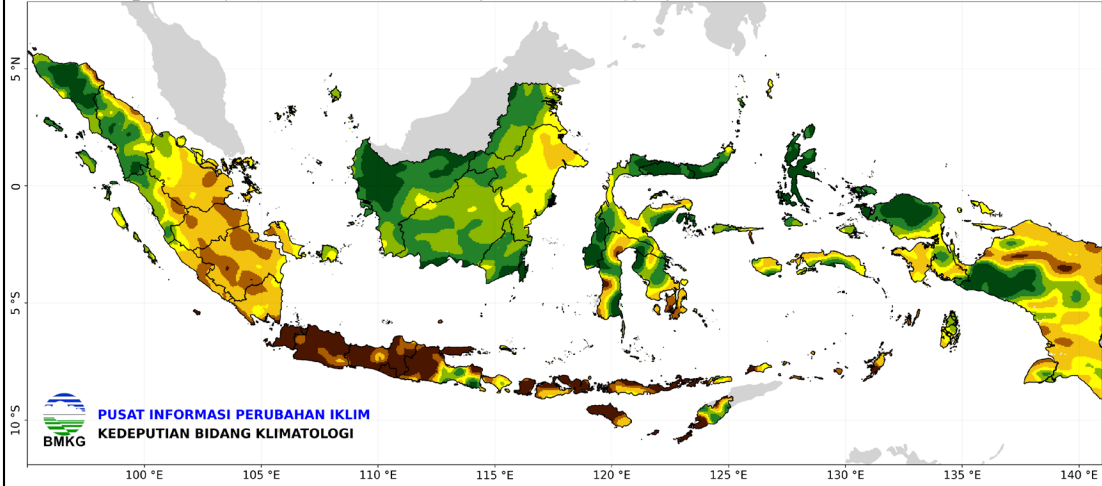 5 °N
0
5 °S
10 °S
PUSAT INFORMASI PERUBAHAN IKLIM
KEDEPUTIAN BIDANG KLIMATOLOGI
BMKG
100 °E
105 °E
110 °E
115 °E
120 °E
125 °E
130 °E
135 °E
140 °E